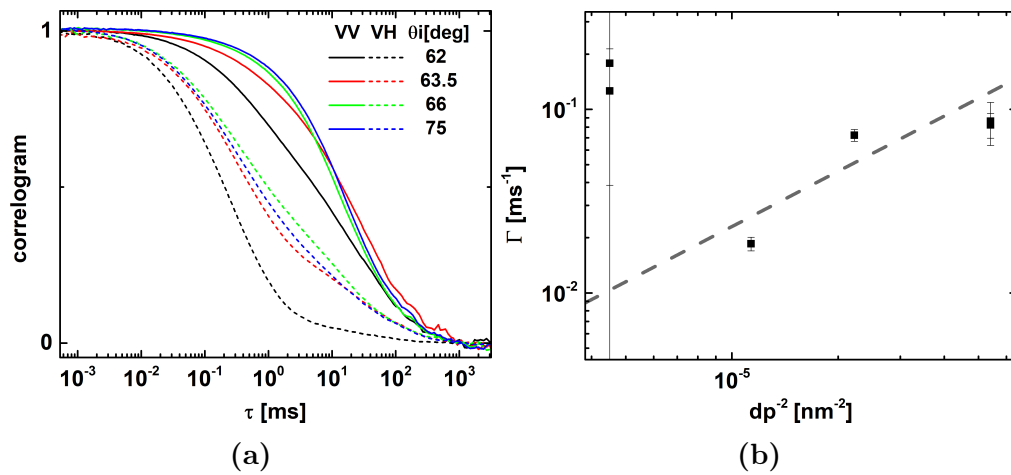 VV VH θi[deg]
62
63.5
66
75
1
0
correlogram
10⁻³ 10⁻² 10⁻¹ 10⁰ 10¹ 10² 10³
τ [ms]
(a)
10⁻¹
10⁻²
Γ [ms⁻¹]
10⁻⁵
dp⁻² [nm⁻²]
(b)